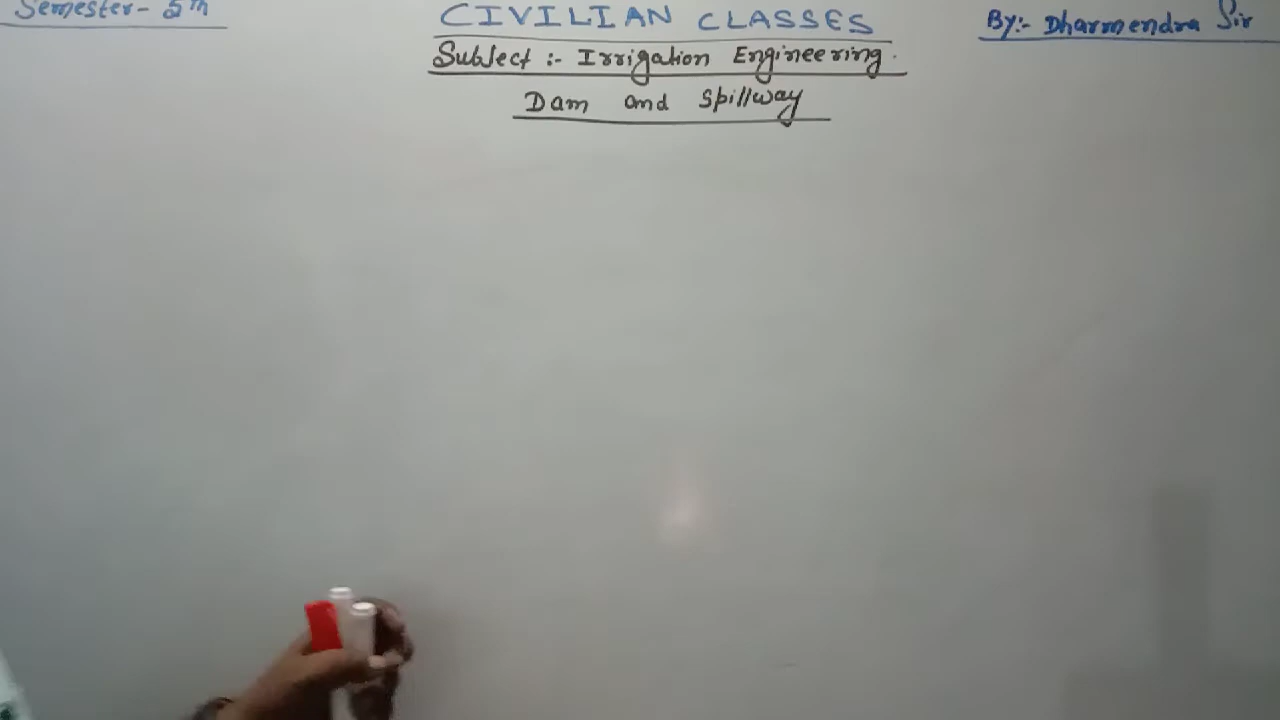 Semester- 5th
CIVILIAN CLASSES
By:- Dharmendra Sir
Subject :- Irrigation Engineering.
Dam and Spillway